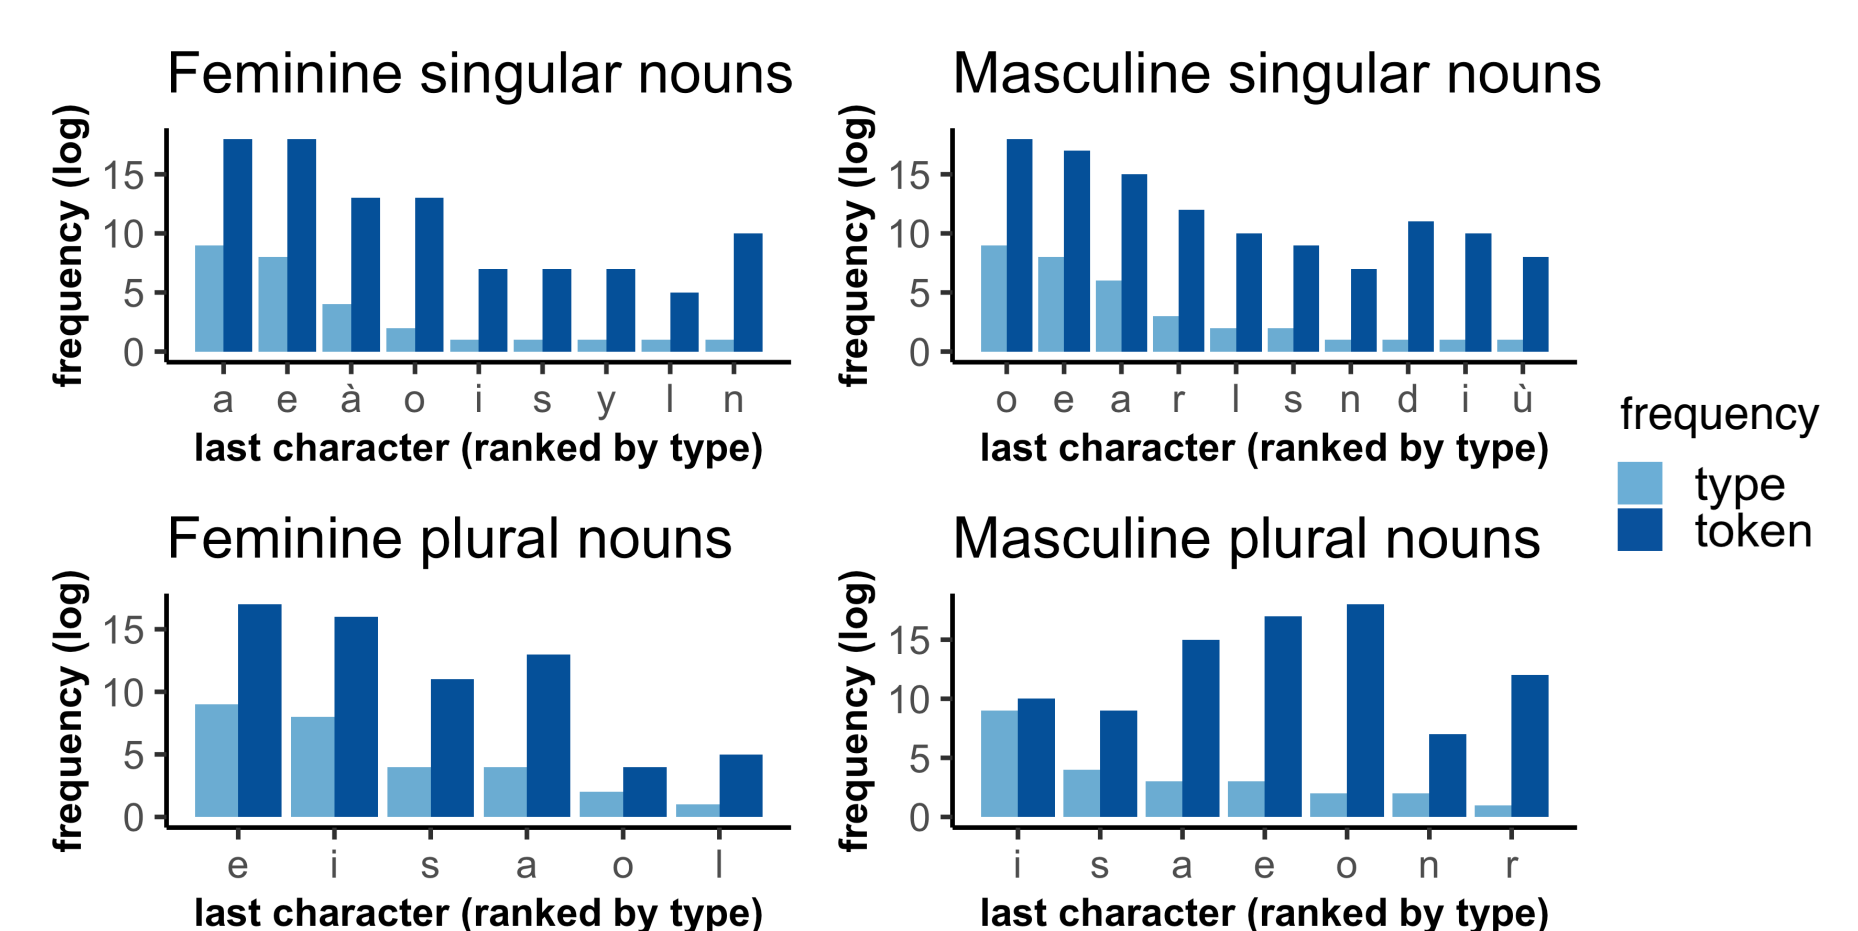 Feminine singular nouns
frequency (log)
15
10
5
0
a e à o i s y l n
last character (ranked by type)
Masculine singular nouns
frequency (log)
15
10
5
0
o e a r l s n d i ù
last character (ranked by type)
frequency
type
token
Feminine plural nouns
frequency (log)
15
10
5
0
e i s a o l
last character (ranked by type)
Masculine plural nouns
frequency (log)
15
10
5
0
i s a e o n r
last character (ranked by type)